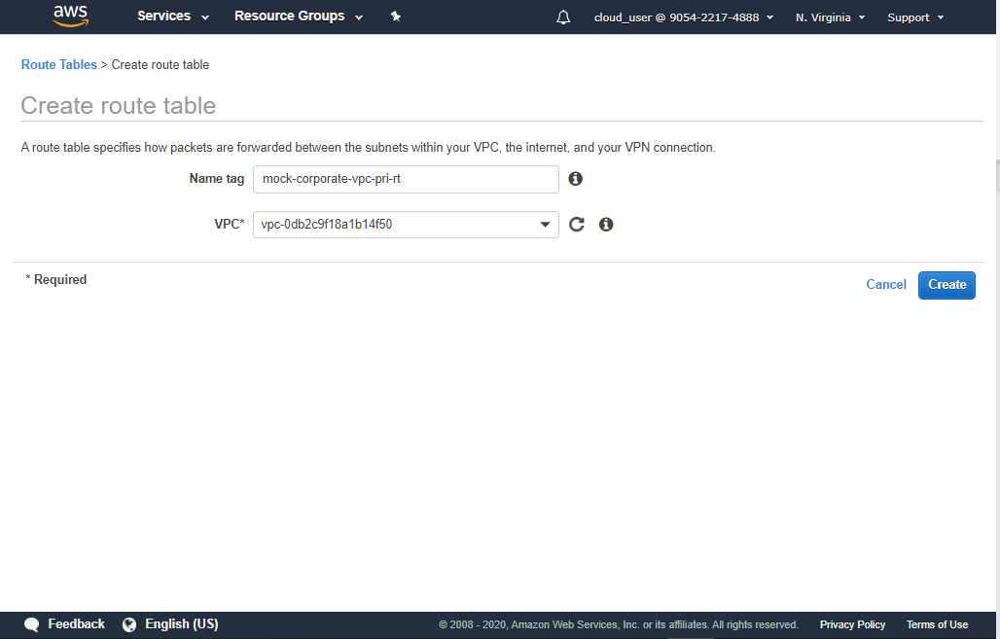 aws Services Resource Groups cloud_user @ 9054-2217-4888 N. Virginia Support
Route Tables > Create route table
Create route table
A route table specifies how packets are forwarded between the subnets within your VPC, the internet, and your VPN connection.
Name tag mock-corporate-vpc-pri-rt
VPC* vpc-0db2c9f18a1b14f50
* Required Cancel Create
Feedback English (US) © 2008 - 2020, Amazon Web Services, Inc. or its affiliates. All rights reserved. Privacy Policy Terms of Use